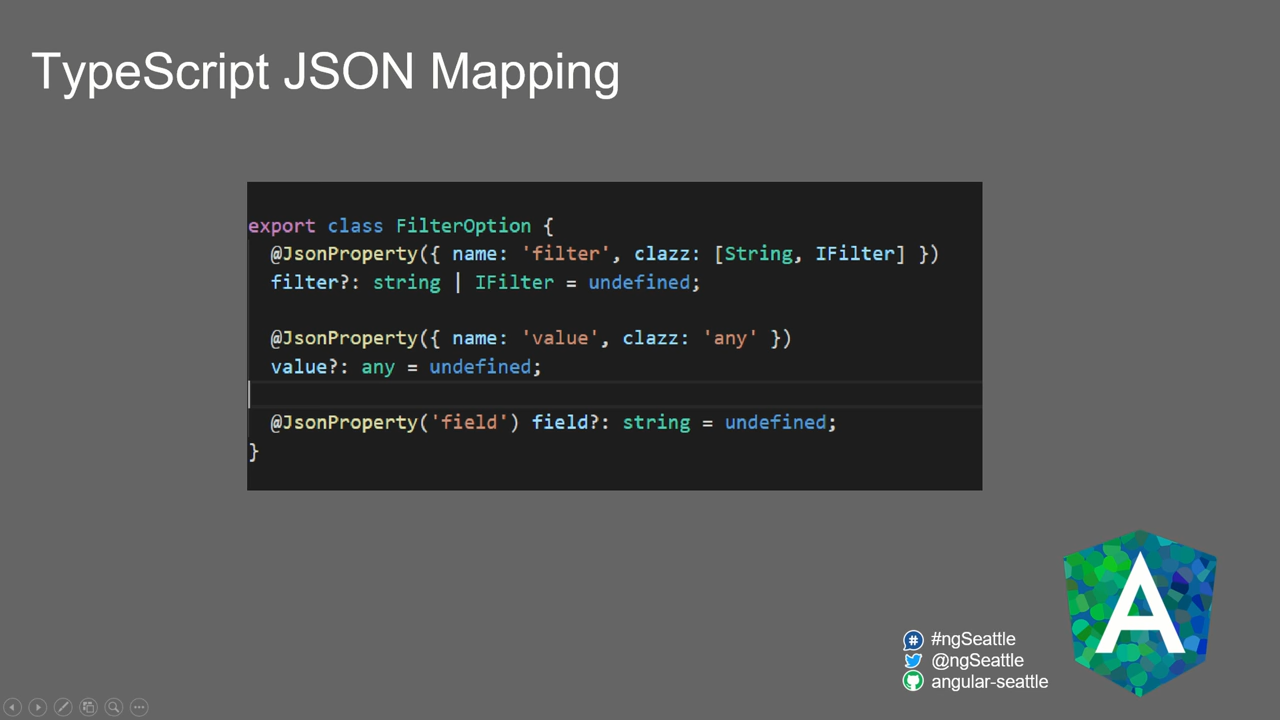 TypeScript JSON Mapping
export class FilterOption {
@JsonProperty({ name: 'filter', clazz: [String, IFilter] })
filter?: string | IFilter = undefined;
@JsonProperty({ name: 'value', clazz: 'any' })
value?: any = undefined;
@JsonProperty('field') field?: string = undefined;
}
#ngSeattle
@ngSeattle
angular-seattle